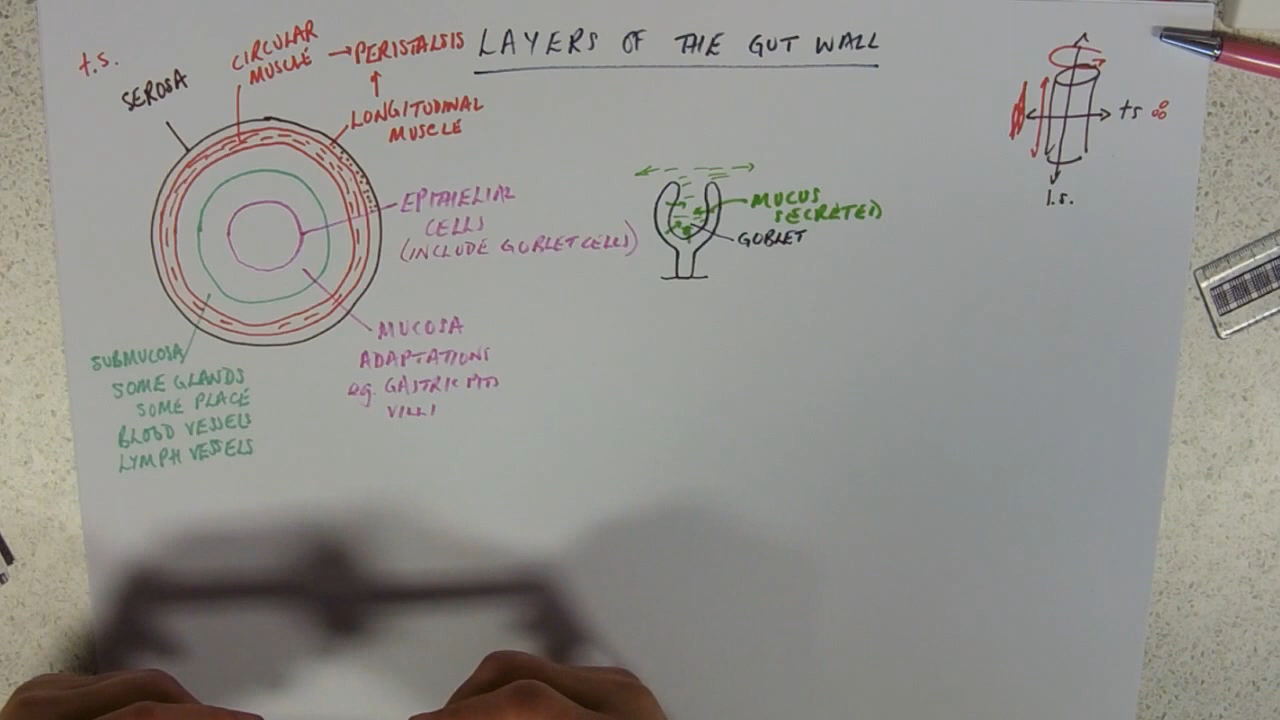 LAYERS OF THE GUT WALL
t.s.
SEROSA
CIRCULAR
MUSCLE
→PERISTALSIS
LONGITUDINAL
MUSCLE
EPITHELIAL
CELLS
(INCLUDE GOBLET CELLS)
MUCOSA
ADAPTATIONS
eg. GASTRIC PITS
VILLI
SUBMUCOSA
SOME GLANDS
SOME PLACE
BLOOD VESSELS
LYMPH VESSELS
MUCUS
SECRETED
GOBLET
ts
l.s.